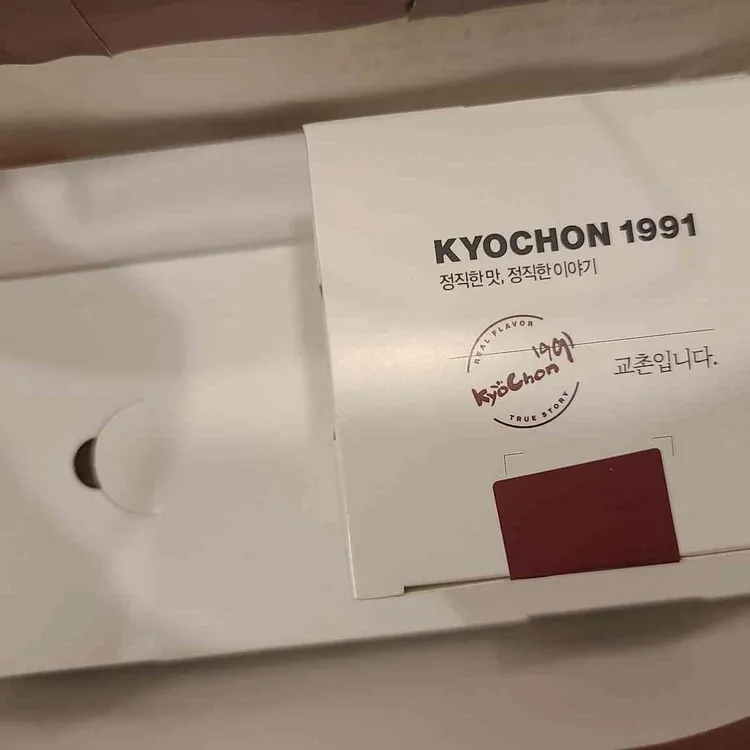 KYOCHON 1991
정직한 맛, 정직한 이야기
REAL FLAVOR
1991
KyoChon
TRUE STORY
교촌입니다.